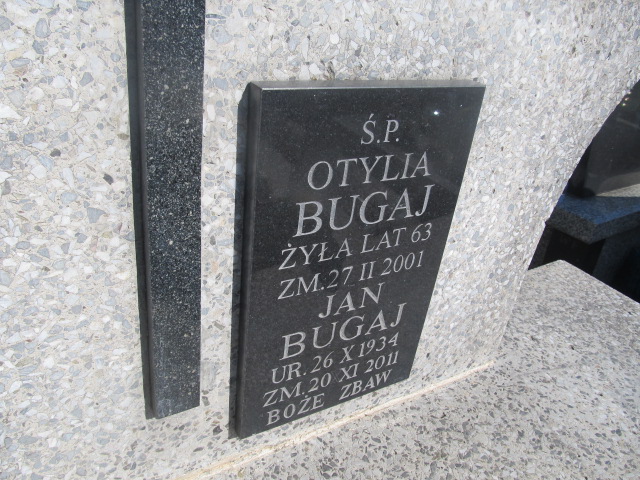 Ś.P.
OTYLIA
BUGAJ
ŻYŁA LAT 63
ZM.27 II 2001
JAN
BUGAJ
UR. 26 X 1934
ZM. 20 XI 2011
BOŻE ZBAW